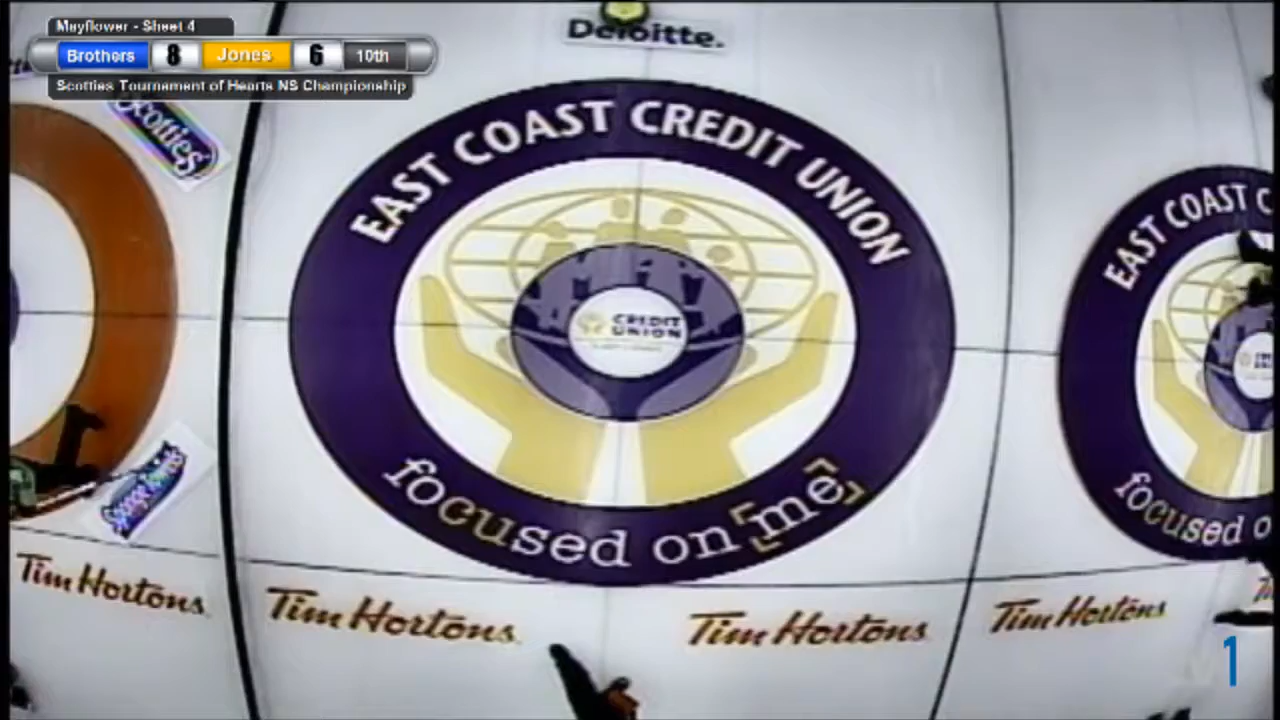 Mayflower - Sheet 4
Brothers 8 Jones 6 10th
Scotties Tournament of Hearts NS Championship
Deloitte.
Scotties
EAST COAST CREDIT UNION
EAST COAST C
CREDIT
UNION
focused on me
focused o
Tim Hortons
Tim Hortons
Tim Hortons
Tim Hortons
1